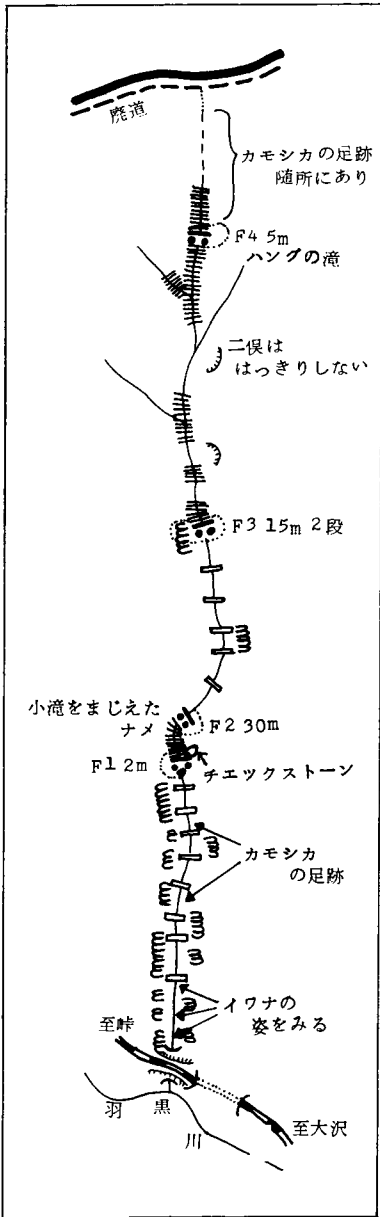 廃道
カモシカの足跡
随所にあり
F4 5m
ハングの滝
二俣は
はっきりしない
F3 15m 2段
小滝をまじえた
ナメ
F2 30m
F1 2m
チエックストーン
カモシカ
の足跡
イワナの
姿をみる
至峠
羽黒川
至大沢